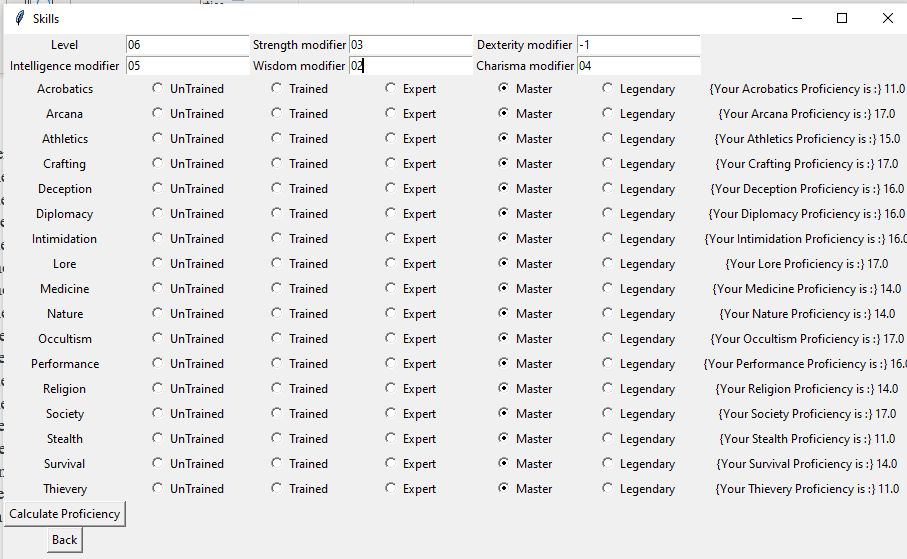 Skills
Level 06 Strength modifier 03 Dexterity modifier -1
Intelligence modifier 05 Wisdom modifier 02 Charisma modifier 04
Acrobatics UnTrained Trained Expert Master Legendary {Your Acrobatics Proficiency is :} 11.0
Arcana UnTrained Trained Expert Master Legendary {Your Arcana Proficiency is :} 17.0
Athletics UnTrained Trained Expert Master Legendary {Your Athletics Proficiency is :} 15.0
Crafting UnTrained Trained Expert Master Legendary {Your Crafting Proficiency is :} 17.0
Deception UnTrained Trained Expert Master Legendary {Your Deception Proficiency is :} 16.0
Diplomacy UnTrained Trained Expert Master Legendary {Your Diplomacy Proficiency is :} 16.0
Intimidation UnTrained Trained Expert Master Legendary {Your Intimidation Proficiency is :} 16.0
Lore UnTrained Trained Expert Master Legendary {Your Lore Proficiency is :} 17.0
Medicine UnTrained Trained Expert Master Legendary {Your Medicine Proficiency is :} 14.0
Nature UnTrained Trained Expert Master Legendary {Your Nature Proficiency is :} 14.0
Occultism UnTrained Trained Expert Master Legendary {Your Occultism Proficiency is :} 17.0
Performance UnTrained Trained Expert Master Legendary {Your Performance Proficiency is :} 16.0
Religion UnTrained Trained Expert Master Legendary {Your Religion Proficiency is :} 14.0
Society UnTrained Trained Expert Master Legendary {Your Society Proficiency is :} 17.0
Stealth UnTrained Trained Expert Master Legendary {Your Stealth Proficiency is :} 11.0
Survival UnTrained Trained Expert Master Legendary {Your Survival Proficiency is :} 14.0
Thievery UnTrained Trained Expert Master Legendary {Your Thievery Proficiency is :} 11.0
Calculate Proficiency
Back